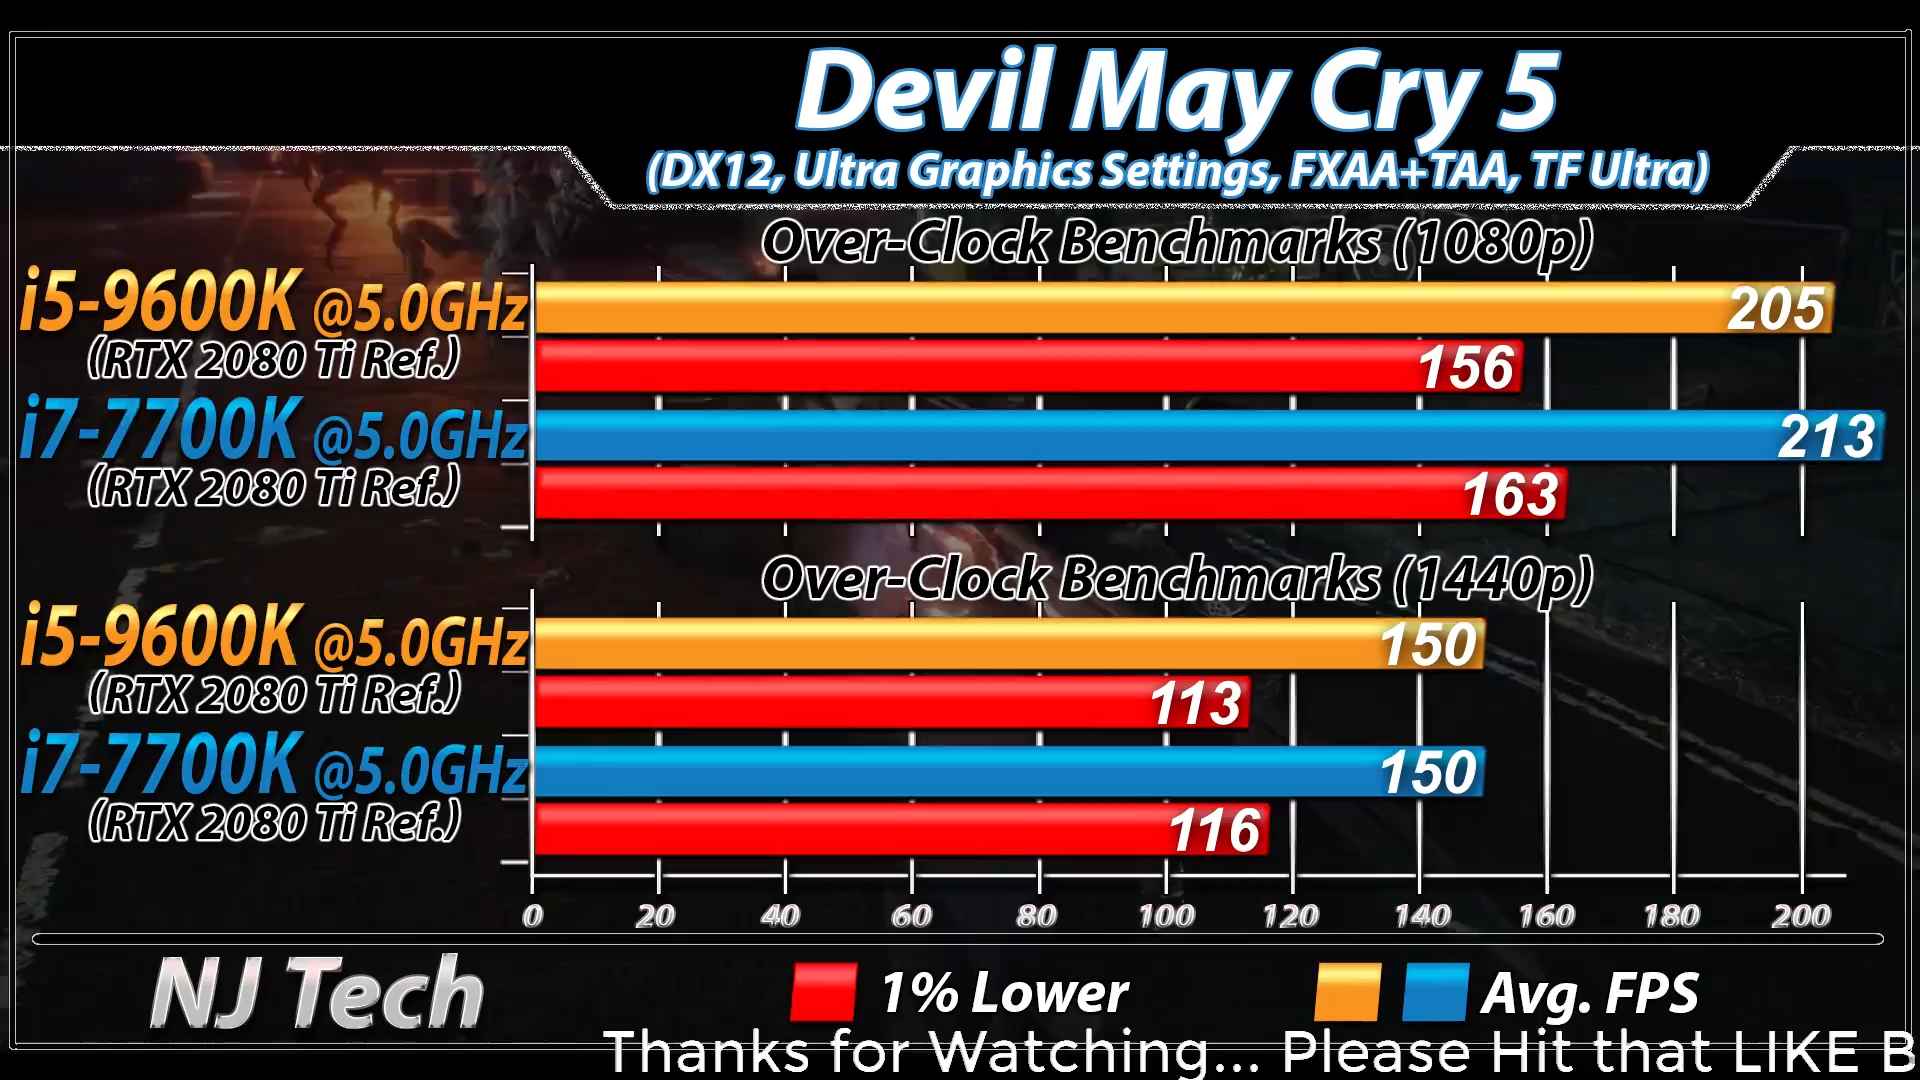 Devil May Cry 5
(DX12, Ultra Graphics Settings, FXAA+TAA, TF Ultra)
Over-Clock Benchmarks (1080p)
i5-9600K @5.0GHz
205
(RTX 2080 Ti Ref.)
156
i7-7700K @5.0GHz
213
(RTX 2080 Ti Ref.)
163
Over-Clock Benchmarks (1440p)
i5-9600K @5.0GHz
150
(RTX 2080 Ti Ref.)
113
i7-7700K @5.0GHz
150
(RTX 2080 Ti Ref.)
116
0 20 40 60 80 100 120 140 160 180 200
NJ Tech
1% Lower
Avg. FPS
Thanks for Watching... Please Hit that LIKE B